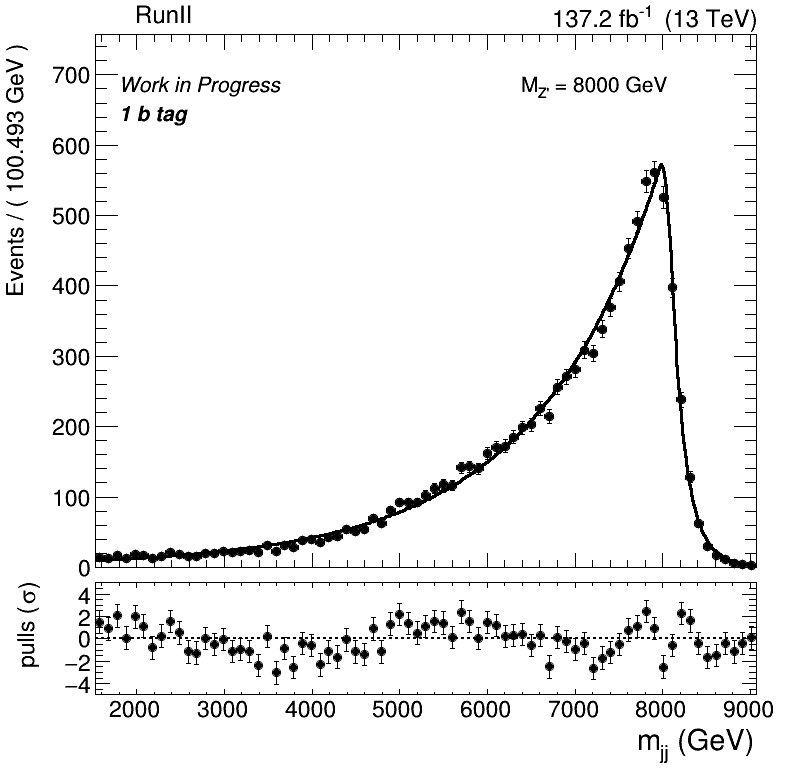 RunII 137.2 fb⁻¹ (13 TeV)
Events / ( 100.493 GeV )
700
600
500
400
300
200
100
0
Work in Progress
1 b tag
M_Z' = 8000 GeV
pulls (σ)
4
2
0
−2
−4
2000 3000 4000 5000 6000 7000 8000 9000
m_jj (GeV)